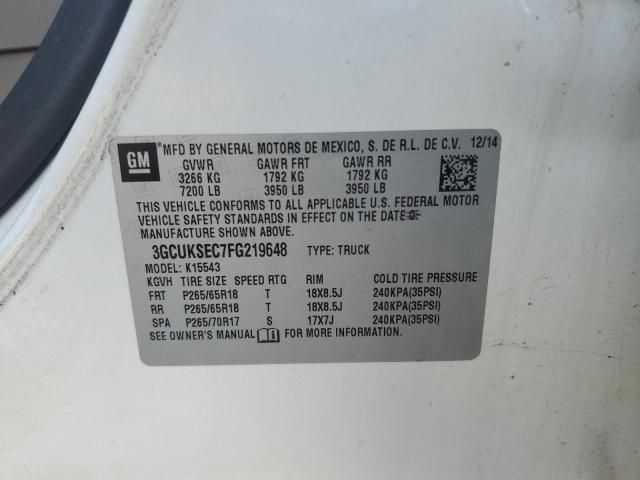 GM
*MFD BY GENERAL MOTORS DE MEXICO, S. DE R.L. DE C.V. 12/14
GVWR GAWR FRT GAWR RR
3266 KG 1792 KG 1792 KG
7200 LB 3950 LB 3950 LB
THIS VEHICLE CONFORMS TO ALL APPLICABLE U.S. FEDERAL MOTOR
VEHICLE SAFETY STANDARDS IN EFFECT ON THE DATE OF
MANUFACTURE SHOWN ABOVE.
3GCUKSEC7FG219648 TYPE: TRUCK
MODEL: K15543
KGVH TIRE SIZE SPEED RTG RIM COLD TIRE PRESSURE
FRT P265/65R18 T 18X8.5J 240KPA(35PSI)
RR P265/65R18 T 18X8.5J 240KPA(35PSI)
SPA P265/70R17 S 17X7J 240KPA(35PSI)
SEE OWNER'S MANUAL FOR MORE INFORMATION.